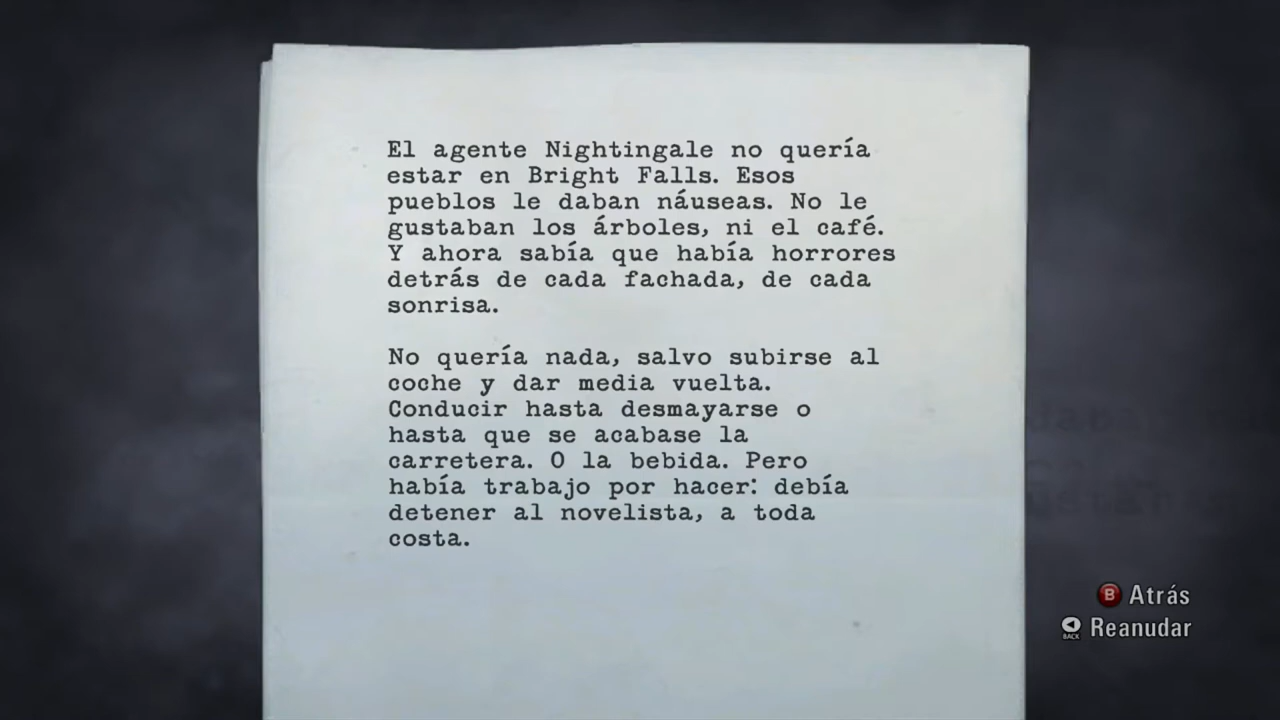 El agente Nightingale no quería
estar en Bright Falls. Esos
pueblos le daban náuseas. No le
gustaban los árboles, ni el café.
Y ahora sabía que había horrores
detrás de cada fachada, de cada
sonrisa.
No quería nada, salvo subirse al
coche y dar media vuelta.
Conducir hasta desmayarse o
hasta que se acabase la
carretera. O la bebida. Pero
había trabajo por hacer: debía
detener al novelista, a toda
costa.
B Atrás
BACK Reanudar